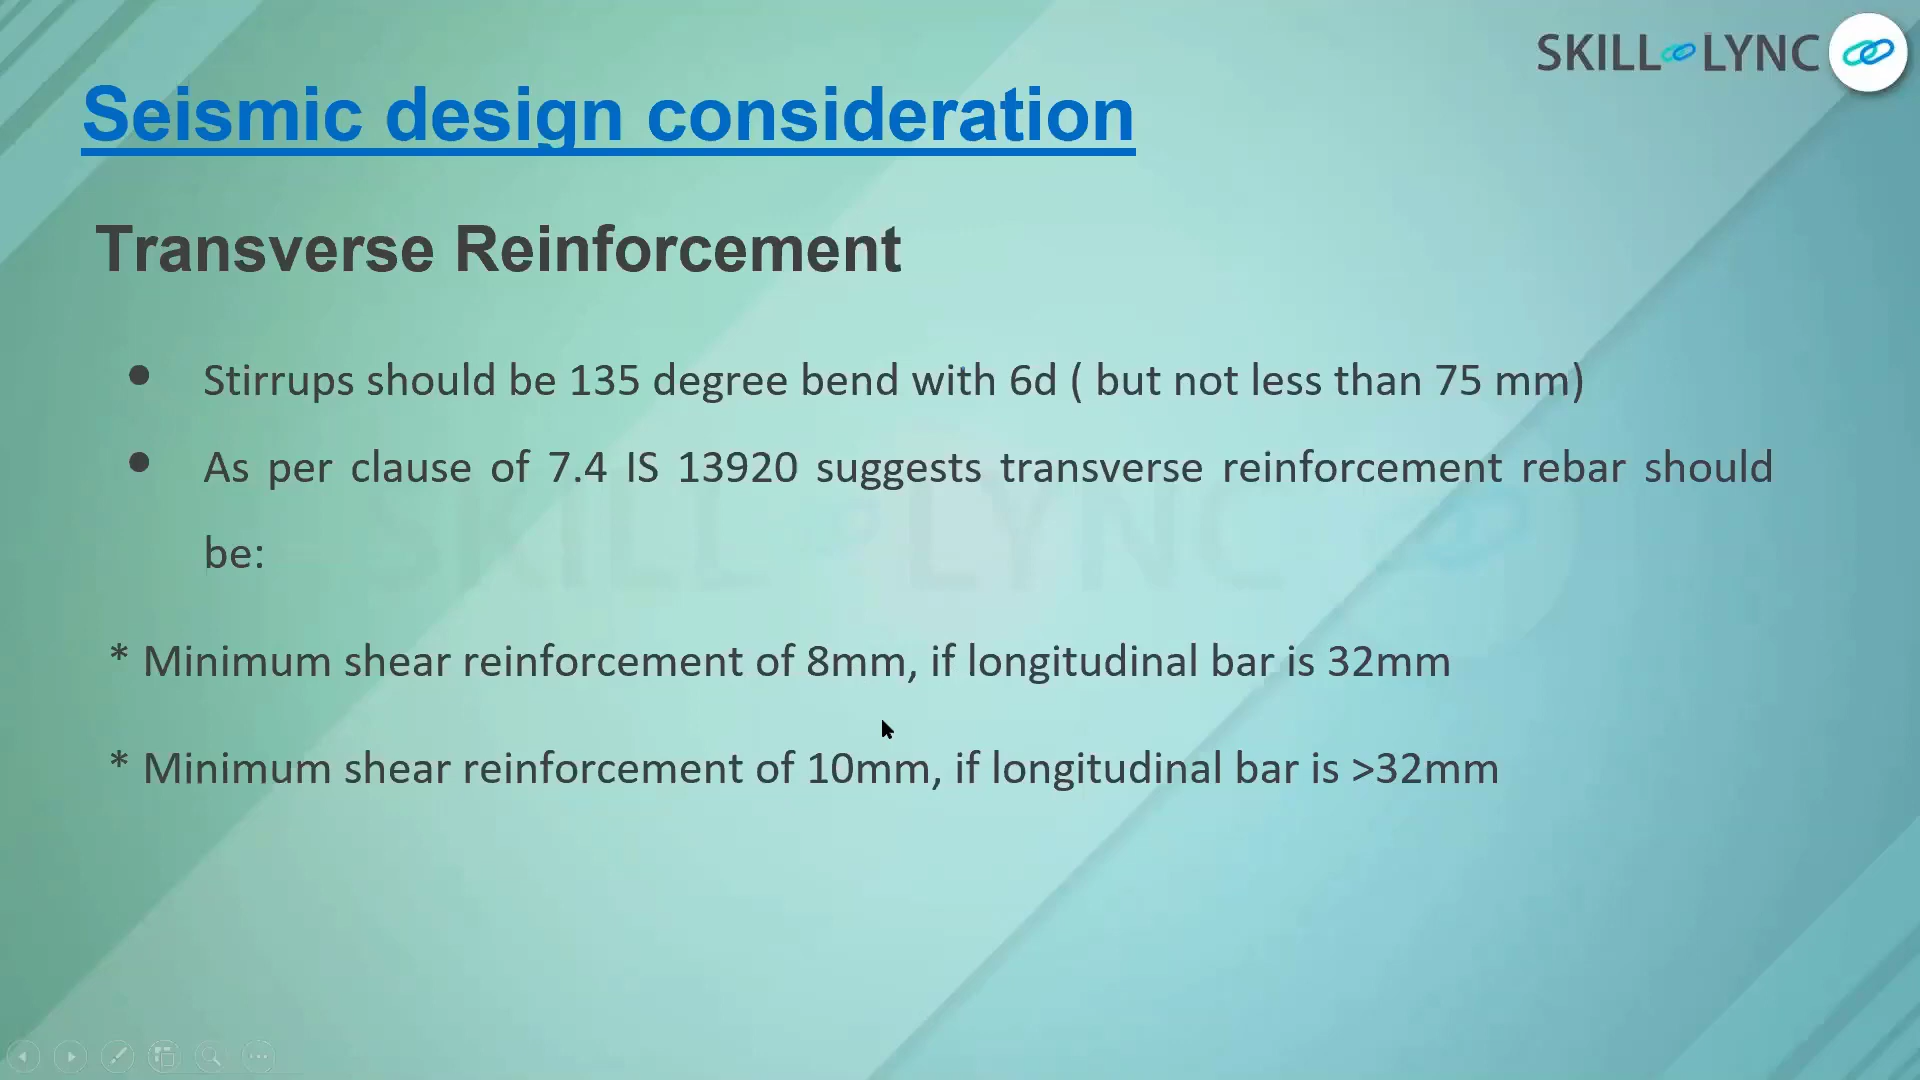 SKILL LYNC
Seismic design consideration
Transverse Reinforcement
• Stirrups should be 135 degree bend with 6d ( but not less than 75 mm)
• As per clause of 7.4 IS 13920 suggests transverse reinforcement rebar should
be:
SKILL LYNC
* Minimum shear reinforcement of 8mm, if longitudinal bar is 32mm
* Minimum shear reinforcement of 10mm, if longitudinal bar is >32mm